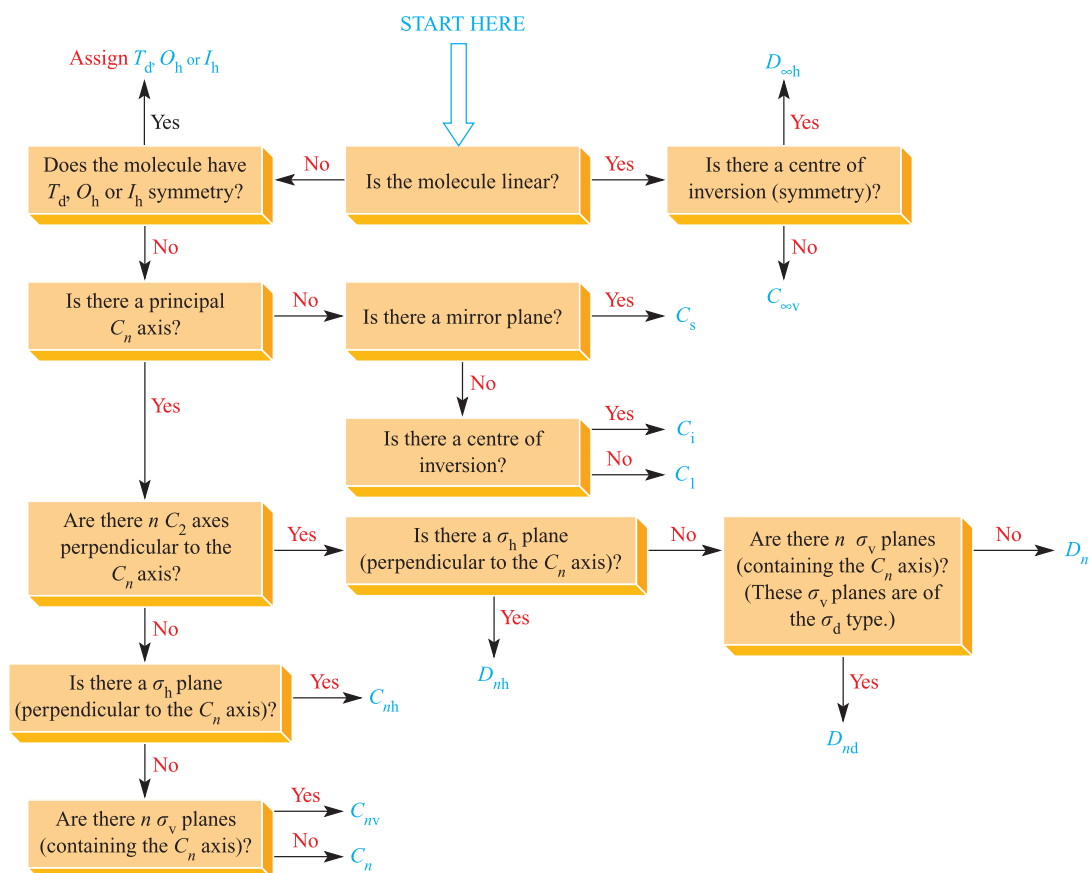 START HERE
Assign Td, Oh or Ih
D∞h
Yes
Yes
Does the molecule have
Td, Oh or Ih symmetry?
No
Is the molecule linear?
Yes
Is there a centre of
inversion (symmetry)?
No
No
C∞v
Is there a principal
Cn axis?
No
Is there a mirror plane?
Yes
Cs
No
Yes
Is there a centre of
inversion?
Yes
Ci
No
C1
Are there n C2 axes
perpendicular to the
Cn axis?
Yes
Is there a σh plane
(perpendicular to the Cn axis)?
No
Are there n σv planes
(containing the Cn axis)?
(These σv planes are of
the σd type.)
No
Dn
Yes
Dnh
Yes
Dnd
No
Is there a σh plane
(perpendicular to the Cn axis)?
Yes
Cnh
No
Are there n σv planes
(containing the Cn axis)?
Yes
Cnv
No
Cn